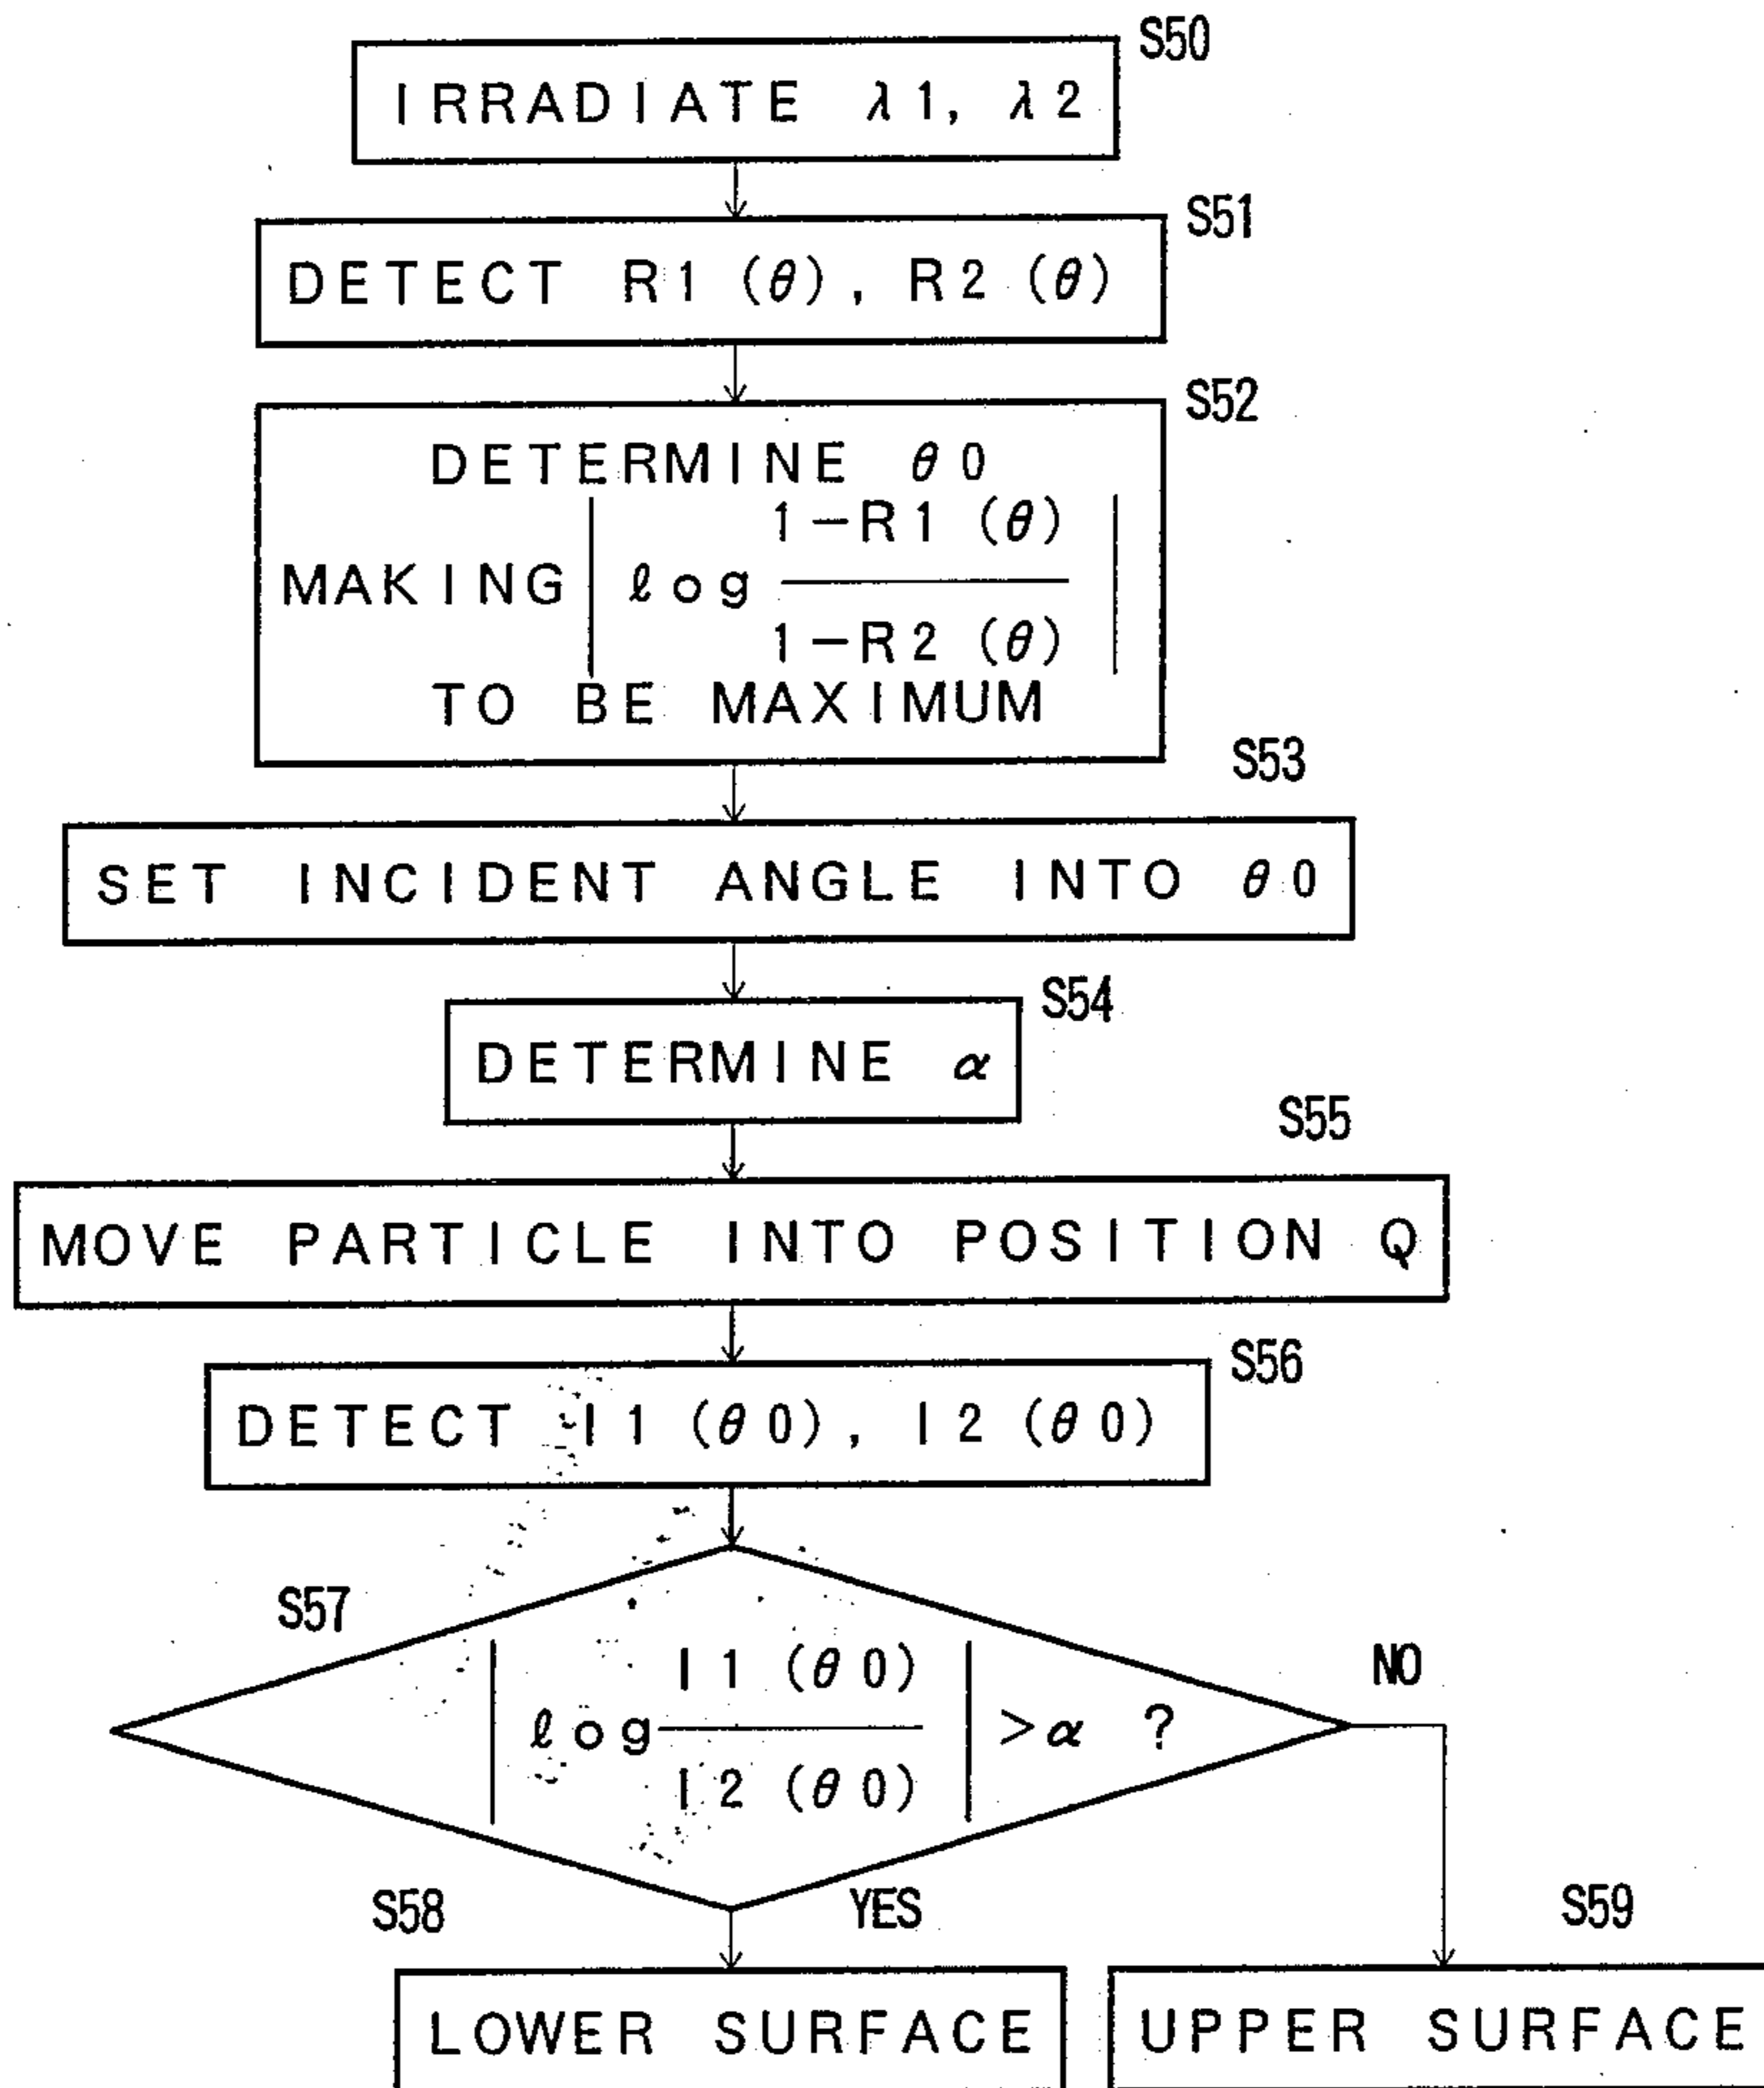 S50
IRRADIATE λ1, λ2
S51
DETECT R1 (θ), R2 (θ)
S52
DETERMINE θ0
1-R1 (θ)
MAKING | log |
1-R2 (θ)
TO BE MAXIMUM
S53
SET INCIDENT ANGLE INTO θ0
S54
DETERMINE α
S55
MOVE PARTICLE INTO POSITION Q
S56
DETECT I1 (θ0), I2 (θ0)
S57
I1 (θ0)
NO
| log | >α ?
I2 (θ0)
S58
YES
S59
LOWER SURFACE
UPPER SURFACE